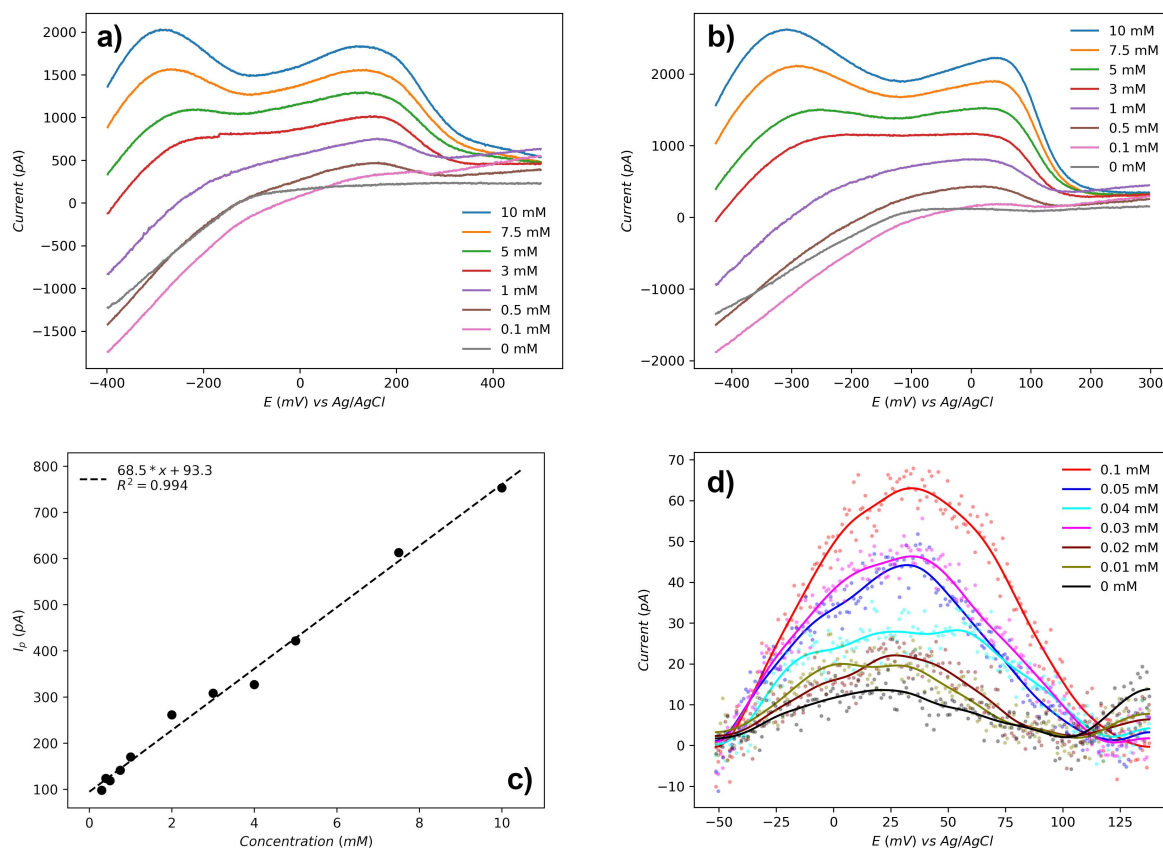 a)
2000
1500
1000
500
0
−500
−1000
−1500
Current (pA)
−400
−200
0
200
400
E (mV) vs Ag/AgCl
10 mM
7.5 mM
5 mM
3 mM
1 mM
0.5 mM
0.1 mM
0 mM
b)
2000
1000
0
−1000
−2000
Current (pA)
−400
−300
−200
−100
0
100
200
300
E (mV) vs Ag/AgCl
10 mM
7.5 mM
5 mM
3 mM
1 mM
0.5 mM
0.1 mM
0 mM
c)
68.5 * x + 93.3
R² = 0.994
800
700
600
500
400
300
200
100
Iₚ (pA)
0
2
4
6
8
10
Concentration (mM)
d)
70
60
50
40
30
20
10
0
−10
Current (pA)
−50
−25
0
25
50
75
100
125
E (mV) vs Ag/AgCl
0.1 mM
0.05 mM
0.04 mM
0.03 mM
0.02 mM
0.01 mM
0 mM